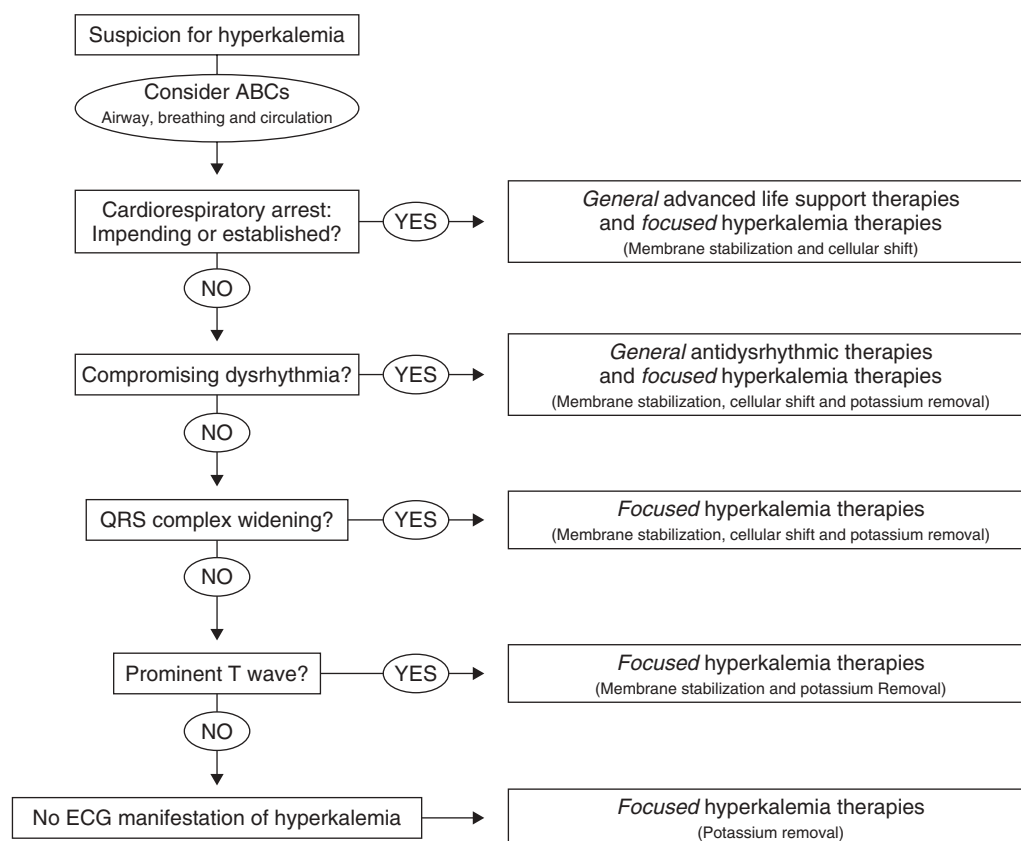 Suspicion for hyperkalemia
Consider ABCs
Airway, breathing and circulation
Cardiorespiratory arrest:
Impending or established?
YES
General advanced life support therapies
and focused hyperkalemia therapies
(Membrane stabilization and cellular shift)
NO
Compromising dysrhythmia?
YES
General antidysrhythmic therapies
and focused hyperkalemia therapies
(Membrane stabilization, cellular shift and potassium removal)
NO
QRS complex widening?
YES
Focused hyperkalemia therapies
(Membrane stabilization, cellular shift and potassium removal)
NO
Prominent T wave?
YES
Focused hyperkalemia therapies
(Membrane stabilization and potassium Removal)
NO
No ECG manifestation of hyperkalemia
Focused hyperkalemia therapies
(Potassium removal)